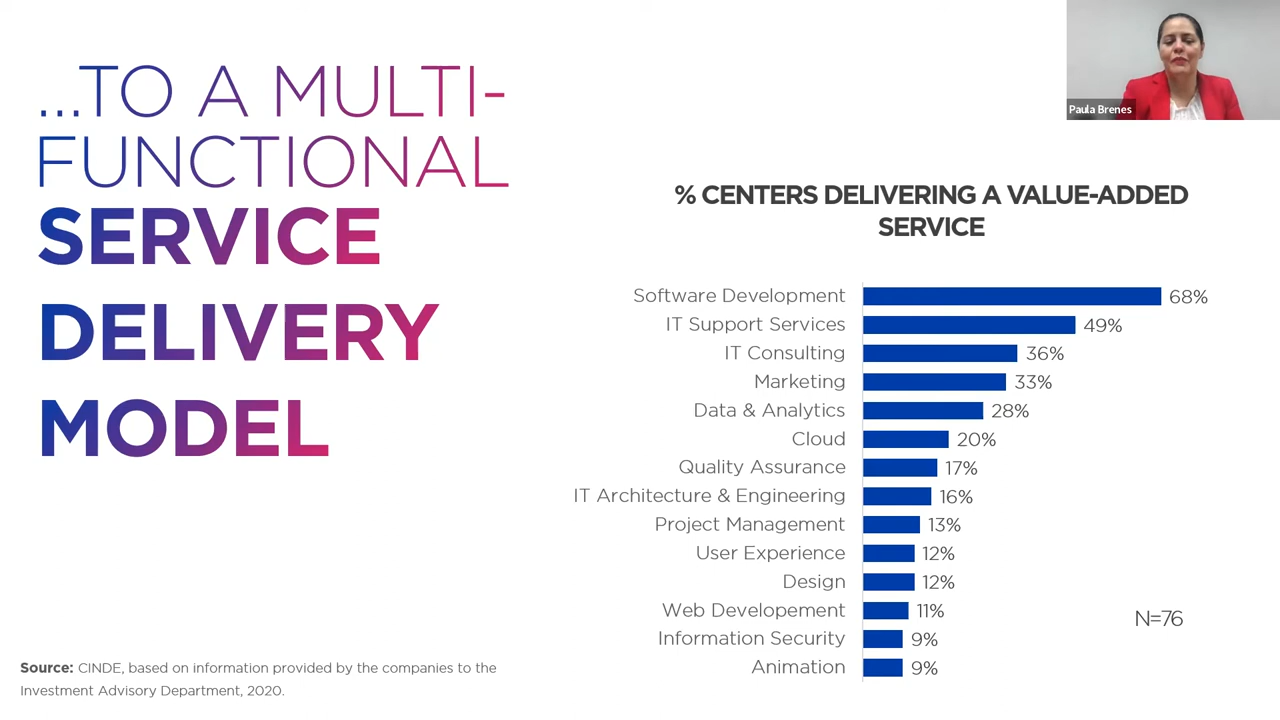 ...TO A MULTI-
FUNCTIONAL
SERVICE
DELIVERY
MODEL
Paula Brenes
% CENTERS DELIVERING A VALUE-ADDED
SERVICE
Software Development 68%
IT Support Services 49%
IT Consulting 36%
Marketing 33%
Data & Analytics 28%
Cloud 20%
Quality Assurance 17%
IT Architecture & Engineering 16%
Project Management 13%
User Experience 12%
Design 12%
Web Developement 11%
Information Security 9%
Animation 9%
N=76
Source: CINDE, based on information provided by the companies to the
Investment Advisory Department, 2020.